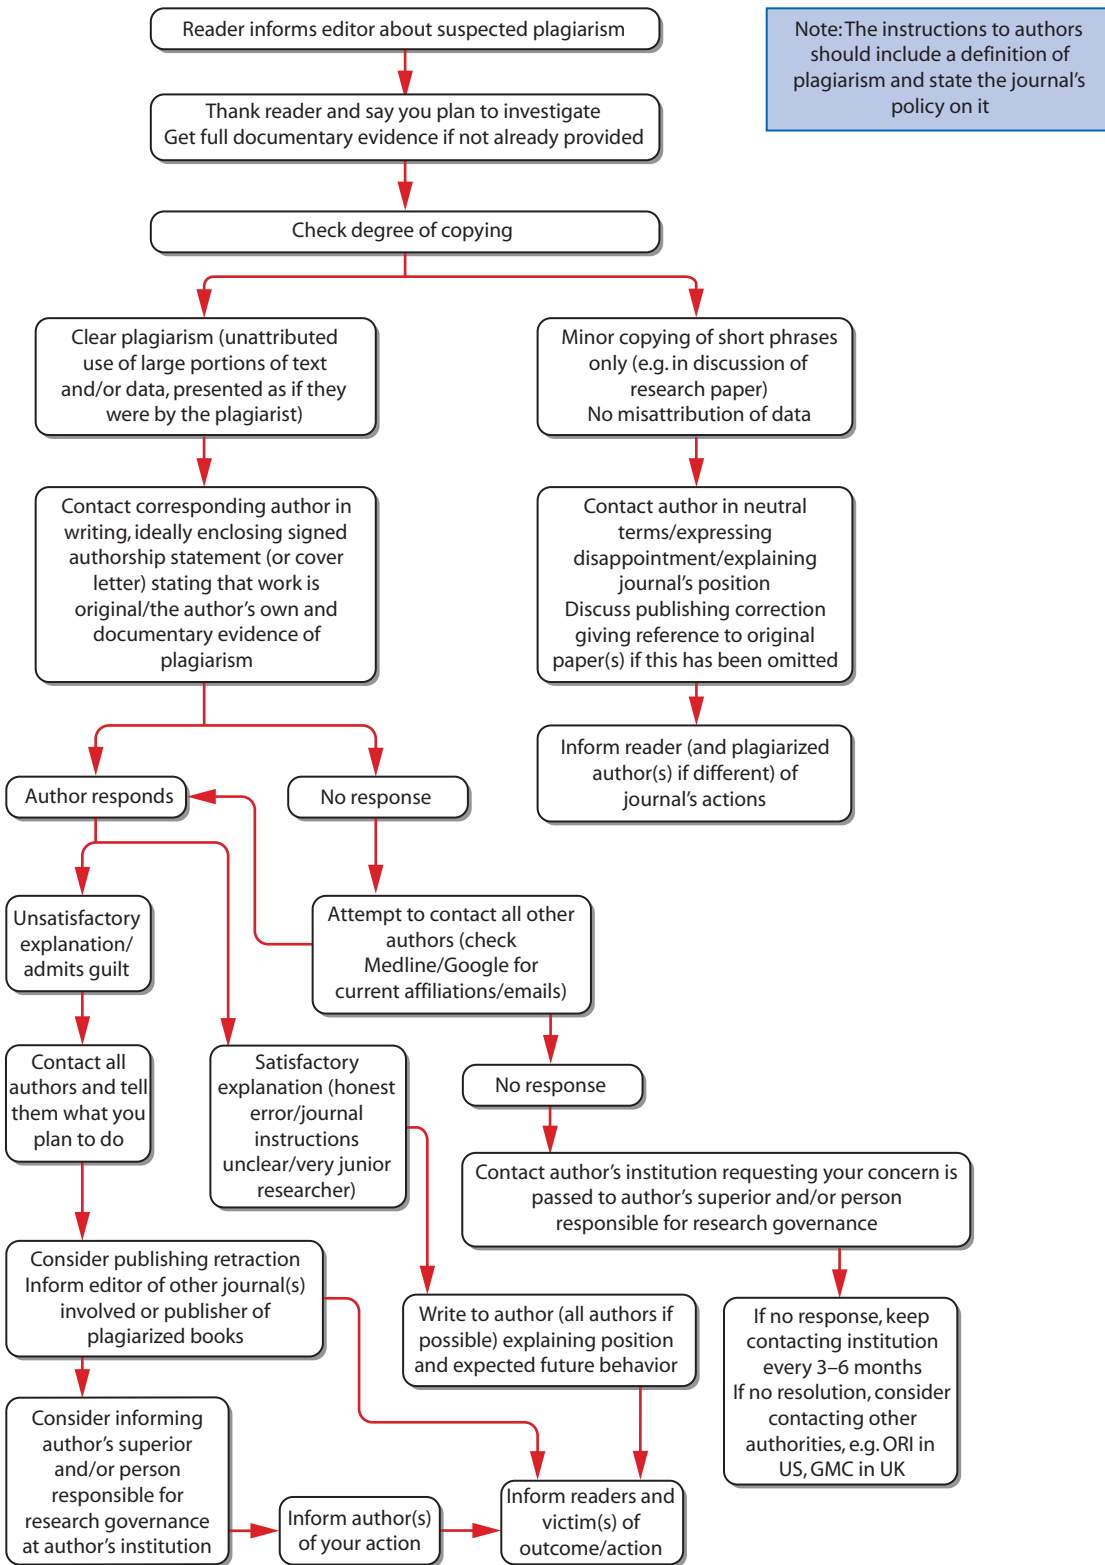 Reader informs editor about suspected plagiarism
Note: The instructions to authors
should include a definition of
plagiarism and state the journal's
policy on it
Thank reader and say you plan to investigate
Get full documentary evidence if not already provided
Check degree of copying
Clear plagiarism (unattributed
use of large portions of text
and/or data, presented as if they
were by the plagiarist)
Minor copying of short phrases
only (e.g. in discussion of
research paper)
No misattribution of data
Contact corresponding author in
writing, ideally enclosing signed
authorship statement (or cover
letter) stating that work is
original/the author's own and
documentary evidence of
plagiarism
Contact author in neutral
terms/expressing
disappointment/explaining
journal's position
Discuss publishing correction
giving reference to original
paper(s) if this has been omitted
Inform reader (and plagiarized
author(s) if different) of
journal's actions
Author responds
No response
Unsatisfactory
explanation/
admits guilt
Attempt to contact all other
authors (check
Medline/Google for
current affiliations/emails)
Contact all
authors and tell
them what you
plan to do
Satisfactory
explanation (honest
error/journal
instructions
unclear/very junior
researcher)
No response
Contact author's institution requesting your concern is
passed to author's superior and/or person
responsible for research governance
Consider publishing retraction
Inform editor of other journal(s)
involved or publisher of
plagiarized books
Write to author (all authors if
possible) explaining position
and expected future behavior
If no response, keep
contacting institution
every 3–6 months
If no resolution, consider
contacting other
authorities, e.g. ORI in
US, GMC in UK
Consider informing
author's superior
and/or person
responsible for
research governance
at author's institution
Inform author(s)
of your action
Inform readers and
victim(s) of
outcome/action